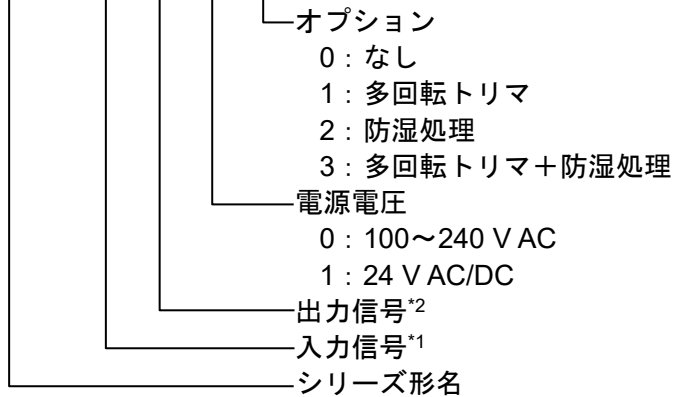 オプション
0：なし
1：多回転トリマ
2：防湿処理
3：多回転トリマ＋防湿処理
電源電圧
0：100～240 V AC
1：24 V AC/DC
出力信号*2
入力信号*1
シリーズ形名